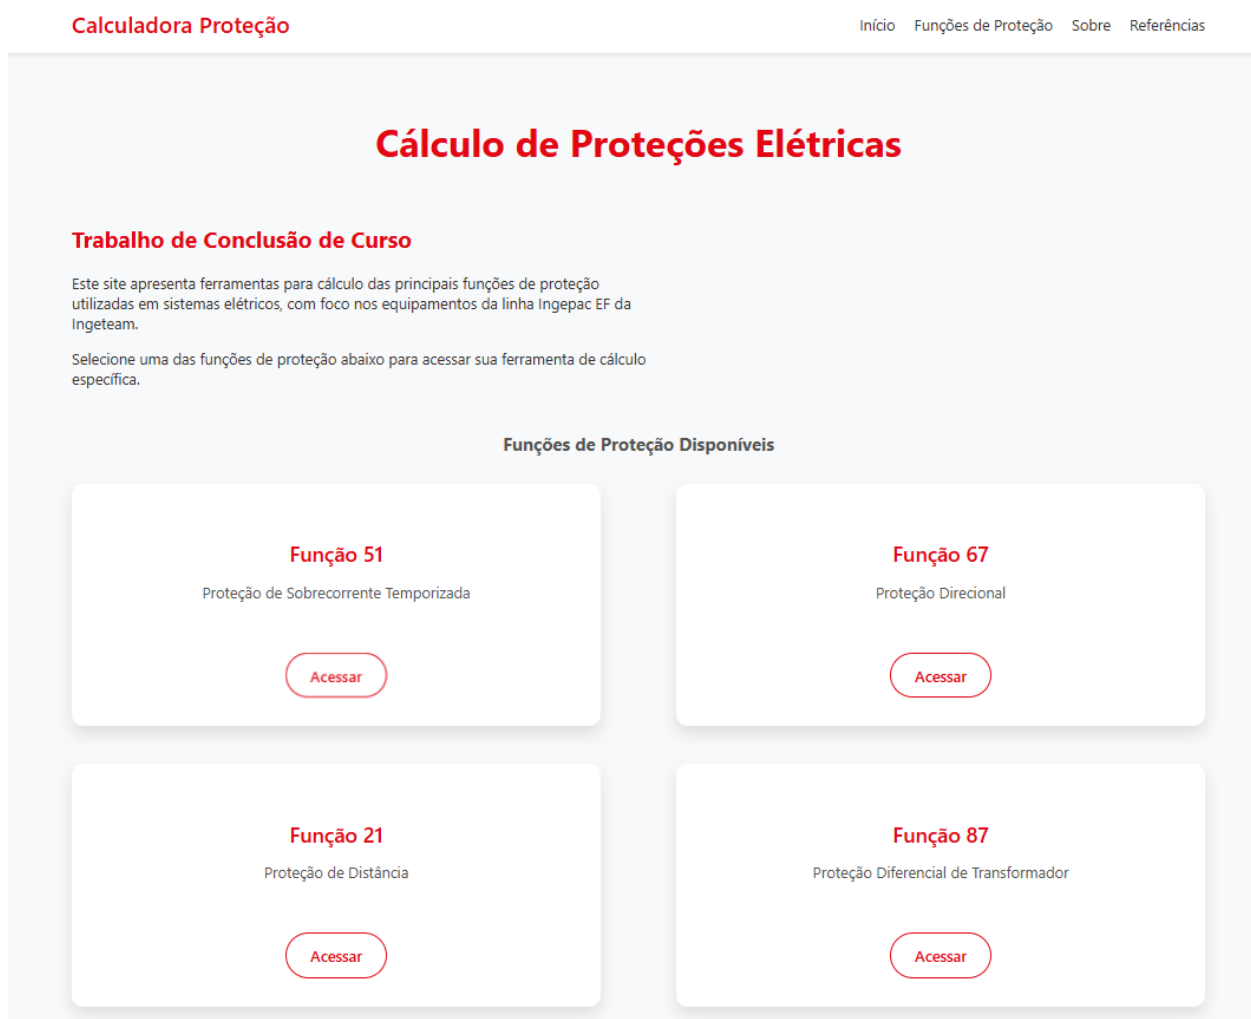 Calculadora Proteção
Início Funções de Proteção Sobre Referências
Cálculo de Proteções Elétricas
Trabalho de Conclusão de Curso
Este site apresenta ferramentas para cálculo das principais funções de proteção
utilizadas em sistemas elétricos, com foco nos equipamentos da linha Ingepac EF da
Ingeteam.
Selecione uma das funções de proteção abaixo para acessar sua ferramenta de cálculo
específica.
Funções de Proteção Disponíveis
Função 51
Proteção de Sobrecorrente Temporizada
Acessar
Função 67
Proteção Direcional
Acessar
Função 21
Proteção de Distância
Acessar
Função 87
Proteção Diferencial de Transformador
Acessar